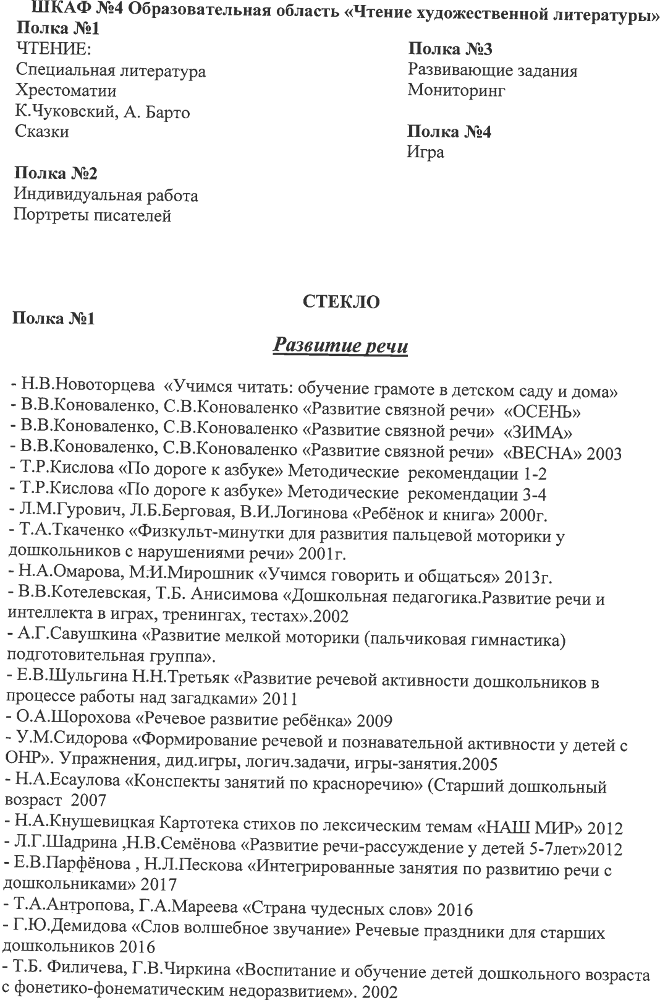 ШКАФ №4 Образовательная область «Чтение художественной литературы»
Полка №1
ЧТЕНИЕ:
Специальная литература
Хрестоматии
К.Чуковский, А. Барто
Сказки
Полка №2
Индивидуальная работа
Портреты писателей
Полка №3
Развивающие задания
Мониторинг
Полка №4
Игра
СТЕКЛО
Полка №1
Развитие речи
- Н.В.Новоторцева «Учимся читать: обучение грамоте в детском саду и дома»
- В.В.Коноваленко, С.В.Коноваленко «Развитие связной речи» «ОСЕНЬ»
- В.В.Коноваленко, С.В.Коноваленко «Развитие связной речи» «ЗИМА»
- В.В.Коноваленко, С.В.Коноваленко «Развитие связной речи» «ВЕСНА» 2003
- Т.Р.Кислова «По дороге к азбуке» Методические рекомендации 1-2
- Т.Р.Кислова «По дороге к азбуке» Методические рекомендации 3-4
- Л.М.Гурович, Л.Б.Берговая, В.И.Логинова «Ребёнок и книга» 2000г.
- Т.А.Ткаченко «Физкульт-минутки для развития пальцевой моторики у
дошкольников с нарушениями речи» 2001г.
- Н.А.Омарова, М.И.Мирошник «Учимся говорить и общаться» 2013г.
- В.В.Котелевская, Т.Б. Анисимова «Дошкольная педагогика.Развитие речи и
интеллекта в играх, тренингах, тестах».2002
- А.Г.Савушкина «Развитие мелкой моторики (пальчиковая гимнастика)
подготовительная группа».
- Е.В.Шульгина Н.Н.Третьяк «Развитие речевой активности дошкольников в
процессе работы над загадками» 2011
- О.А.Шорохова «Речевое развитие ребёнка» 2009
- У.М.Сидорова «Формирование речевой и познавательной активности у детей с
ОНР». Упражнения, дид.игры, логич.задачи, игры-занятия.2005
- Н.А.Есаулова «Конспекты занятий по красноречию» (Старший дошкольный
возраст 2007
- Н.А.Кнушевицкая Картотека стихов по лексическим темам «НАШ МИР» 2012
- Л.Г.Шадрина ,Н.В.Семёнова «Развитие речи-рассуждение у детей 5-7лет»2012
- Е.В.Парфёнова , Н.Л.Пескова «Интегрированные занятия по развитию речи с
дошкольниками» 2017
- Т.А.Антропова, Г.А.Мареева «Страна чудесных слов» 2016
- Г.Ю.Демидова «Слов волшебное звучание» Речевые праздники для старших
дошкольников 2016
- Т.Б. Филичева, Г.В.Чиркина «Воспитание и обучение детей дошкольного возраста
с фонетико-фонематическим недоразвитием». 2002